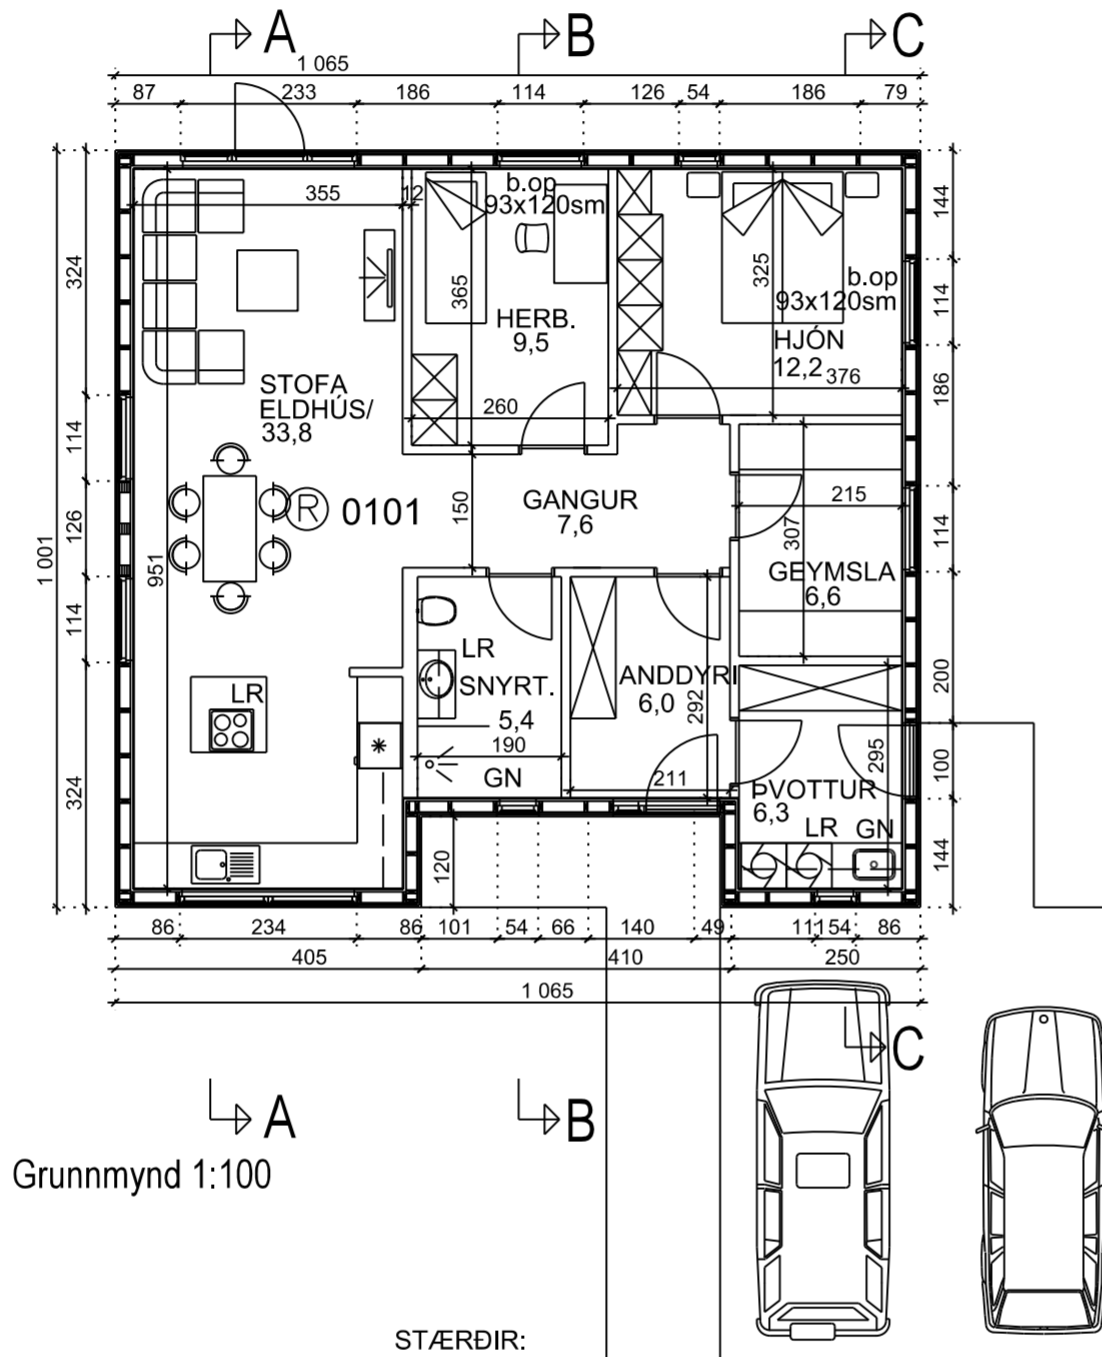 A
B
C
1 065
87
233
186
114
126
54
186
79
355
12
b.op
93x120sm
365
HERB.
9,5
260
325
b.op
93x120sm
HJÓN
12,2
376
144
114
186
114
200
100
144
1 001
324
114
126
114
324
951
STOFA
ELDHÚS/
33,8
R
0101
150
GANGUR
7,6
215
307
GEYMSLA
6,6
LR
LR
SNYRT.
5,4
190
GN
ANDDYRI
6,0
292
211
295
ÞVOTTUR
6,3
LR
GN
120
86
234
86
101
54
66
140
49
111
54
86
405
410
250
1 065
C
A
B
Grunnmynd 1:100
STÆRÐIR: